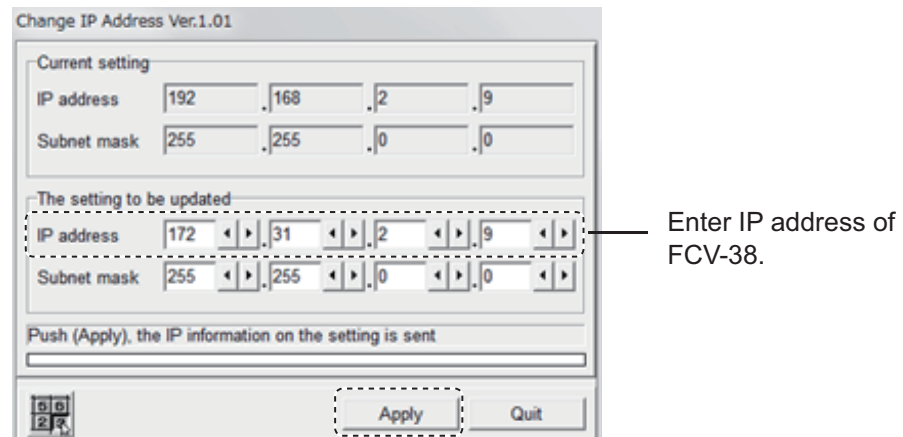 Change IP Address Ver.1.01
Current setting
IP address 192 . 168 . 2 . 9
Subnet mask 255 . 255 . 0 . 0
The setting to be updated
IP address 172 . 31 . 2 . 9
Enter IP address of
FCV-38.
Subnet mask 255 . 255 . 0 . 0
Push (Apply), the IP information on the setting is sent
Apply Quit